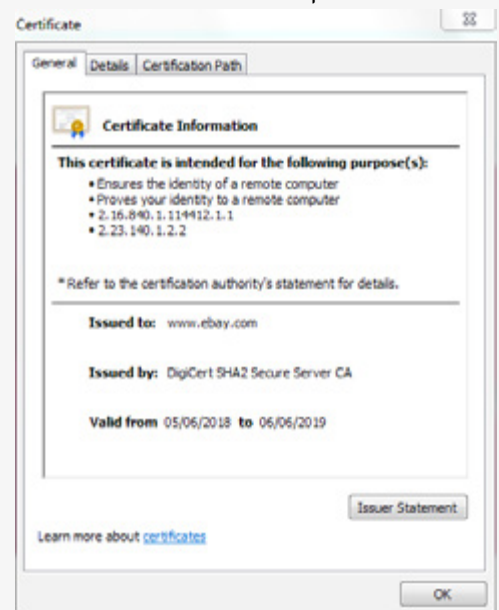 Certificate
General Details Certification Path
Certificate Information
This certificate is intended for the following purpose(s):
• Ensures the identity of a remote computer
• Proves your identity to a remote computer
• 2.16.840.1.114412.1.1
• 2.23.140.1.2.2
* Refer to the certification authority's statement for details.
Issued to: www.ebay.com
Issued by: DigiCert SHA2 Secure Server CA
Valid from 05/06/2018 to 06/06/2019
Issuer Statement
Learn more about certificates
OK